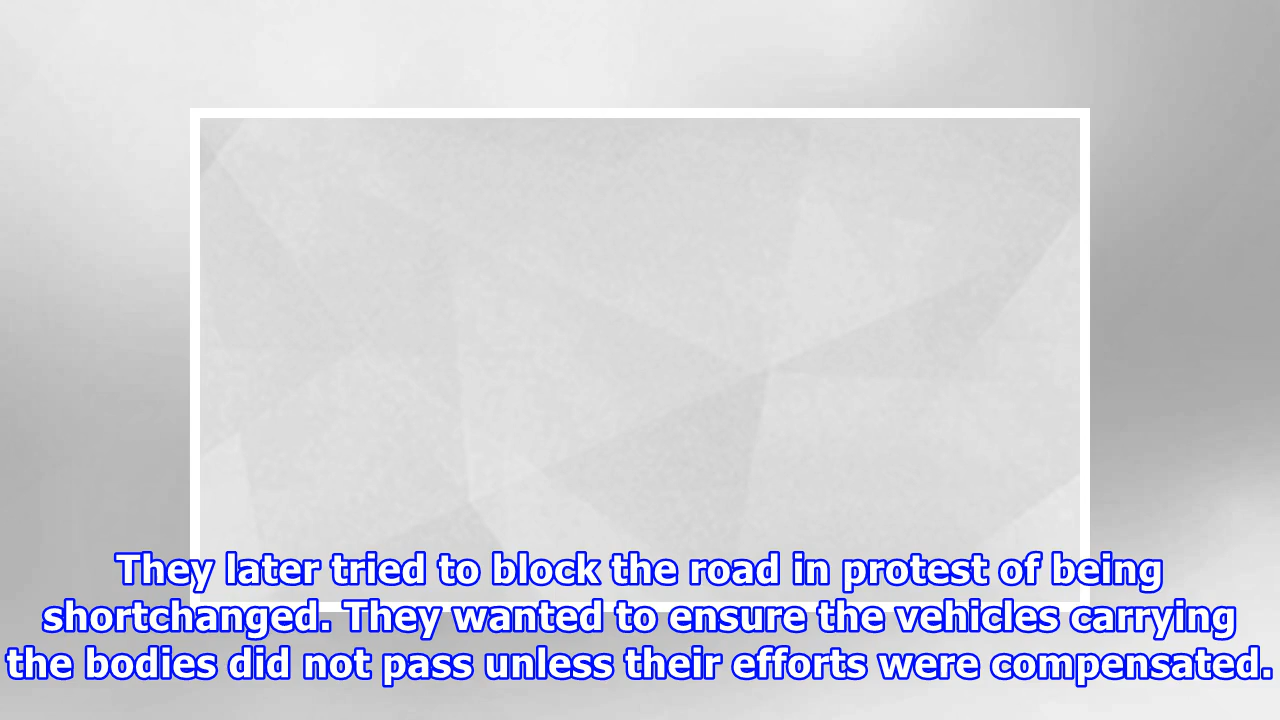 They later tried to block the road in protest of being
shortchanged. They wanted to ensure the vehicles carrying
the bodies did not pass unless their efforts were compensated.